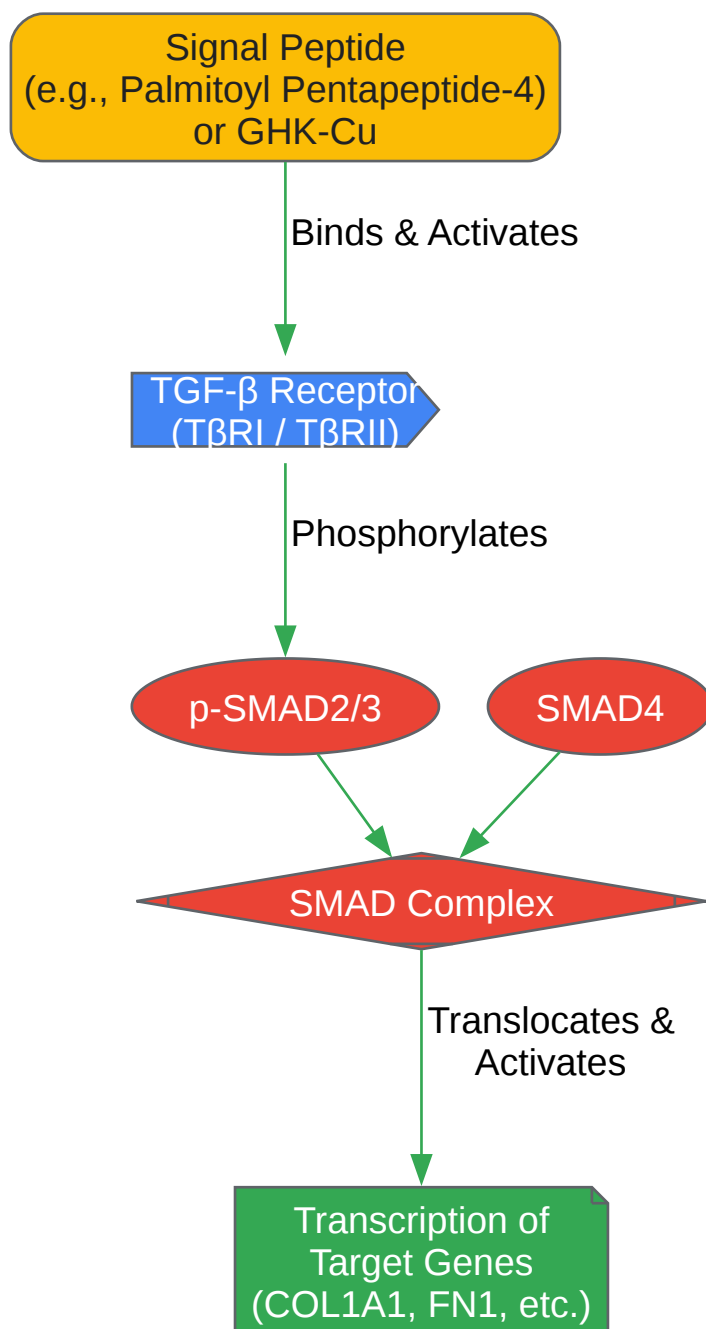 Signal Peptide
(e.g., Palmitoyl Pentapeptide-4)
or GHK-Cu
Binds & Activates
TGF-β Receptor
(TβRI / TβRII)
Phosphorylates
p-SMAD2/3
SMAD4
SMAD Complex
Translocates &
Activates
Transcription of
Target Genes
(COL1A1, FN1, etc.)